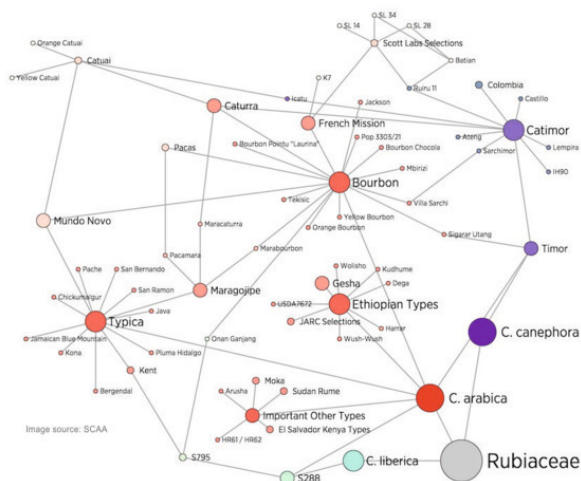 SL 34
SL 14
SL 28
Orange Catuai
Scott Labs Selections
Catuai
Batian
Yellow Catuai
K7
Ruiru 11
Colombia
Icatu
Castillo
Caturra
Jackson
French Mission
Catimor
Pop 3303/21
Ateng
Lempira
Pacas
Bourbon Pointu "Laurina"
Bourbon Chocola
Sarchimor
Mbirizi
IH90
Bourbon
Tekisic
Villa Sarchi
Mundo Novo
Maracaturra
Yellow Bourbon
Orange Bourbon
Sigarar Utang
Marabourbon
Timor
Pacamara
Wolisho
Pache
San Bernando
Kudhume
Gesha
Dega
Chickumalgur
San Ramon
Maragojipe
USDA7672
Ethiopian Types
Java
JARC Selections
Typica
C. canephora
Harrar
Jamaican Blue Mountain
Onan Ganjang
Wush-Wush
Kona
Pluma Hidalgo
Kent
Moka
Bergendal
Arusha
Sudan Rume
C. arabica
Important Other Types
Image source: SCAA
El Salvador Kenya Types
HR61 / HR62
S795
C. liberica
Rubiaceae
S288